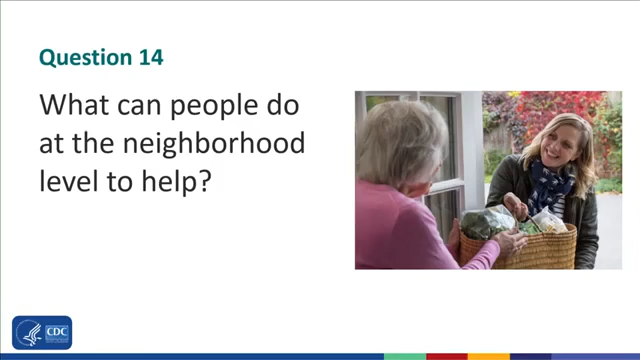 Question 14
What can people do
at the neighborhood
level to help?
CDC